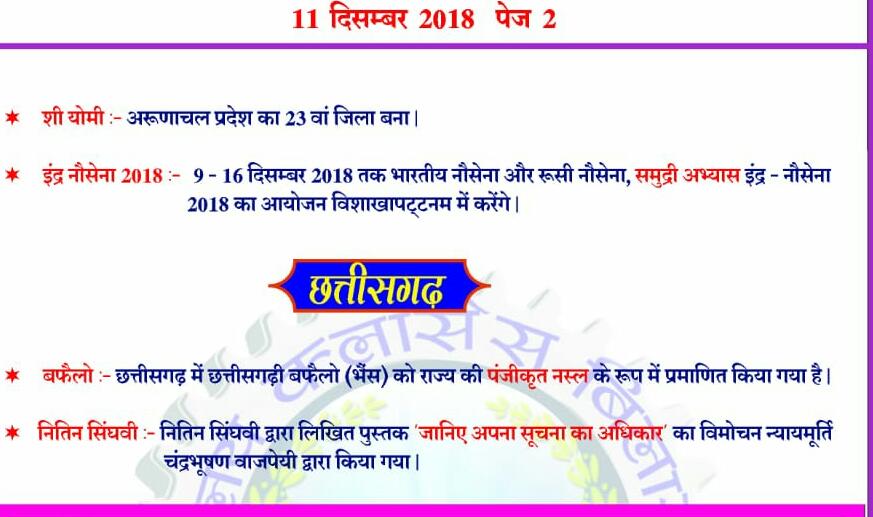 11 दिसम्बर 2018 पेज 2
✶ शी योमी :- अरूणाचल प्रदेश का 23 वां जिला बना।
✶ इंद्र नौसेना 2018 :- 9 - 16 दिसम्बर 2018 तक भारतीय नौसेना और रूसी नौसेना, समुद्री अभ्यास इंद्र - नौसेना
2018 का आयोजन विशाखापट्टनम में करेंगे।
छत्तीसगढ़
✶ बफैलो :- छत्तीसगढ़ में छत्तीसगढ़ी बफैलो (भैंस) को राज्य की पंजीकृत नस्ल के रूप में प्रमाणित किया गया है।
✶ नितिन सिंघवी :- नितिन सिंघवी द्वारा लिखित पुस्तक 'जानिए अपना सूचना का अधिकार' का विमोचन न्यायमूर्ति
चंद्रभूषण वाजपेयी द्वारा किया गया।
क्लासेस